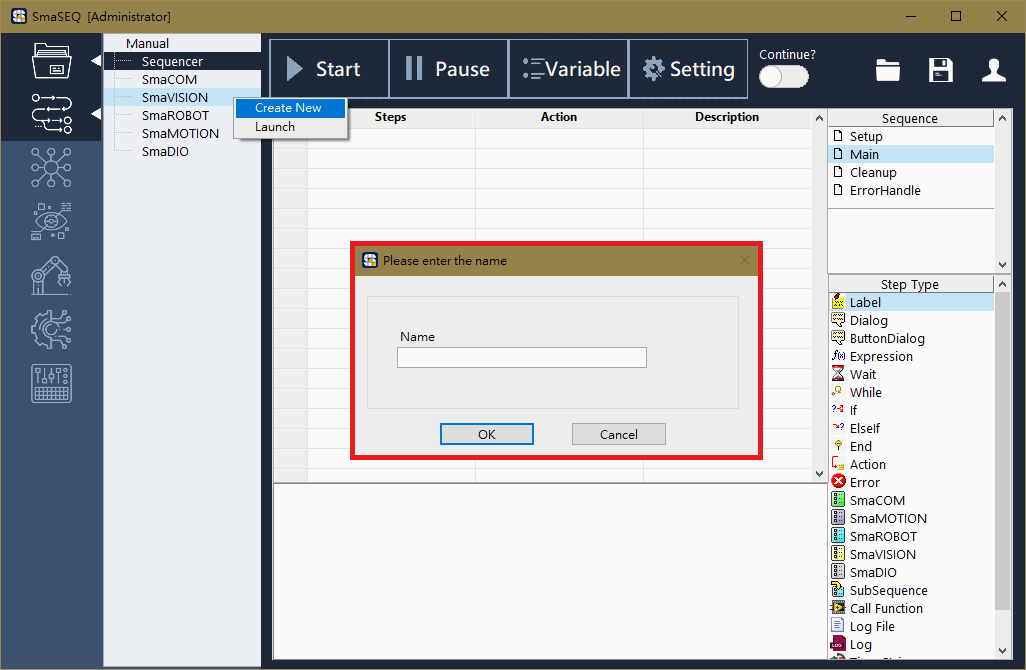 SmaSEQ [Administrator]
Manual
Sequencer
SmaCOM
SmaVISION
SmaROBOT
SmaMOTION
SmaDIO
Create New
Launch
Start
Pause
Variable
Setting
Continue?
Steps Action Description
Please enter the name
Name
OK Cancel
Sequence
Setup
Main
Cleanup
ErrorHandle
Step Type
Label
Dialog
ButtonDialog
Expression
Wait
While
If
ElseIf
End
Action
Error
SmaCOM
SmaMOTION
SmaROBOT
SmaVISION
SmaDIO
SubSequence
Call Function
Log File
Log